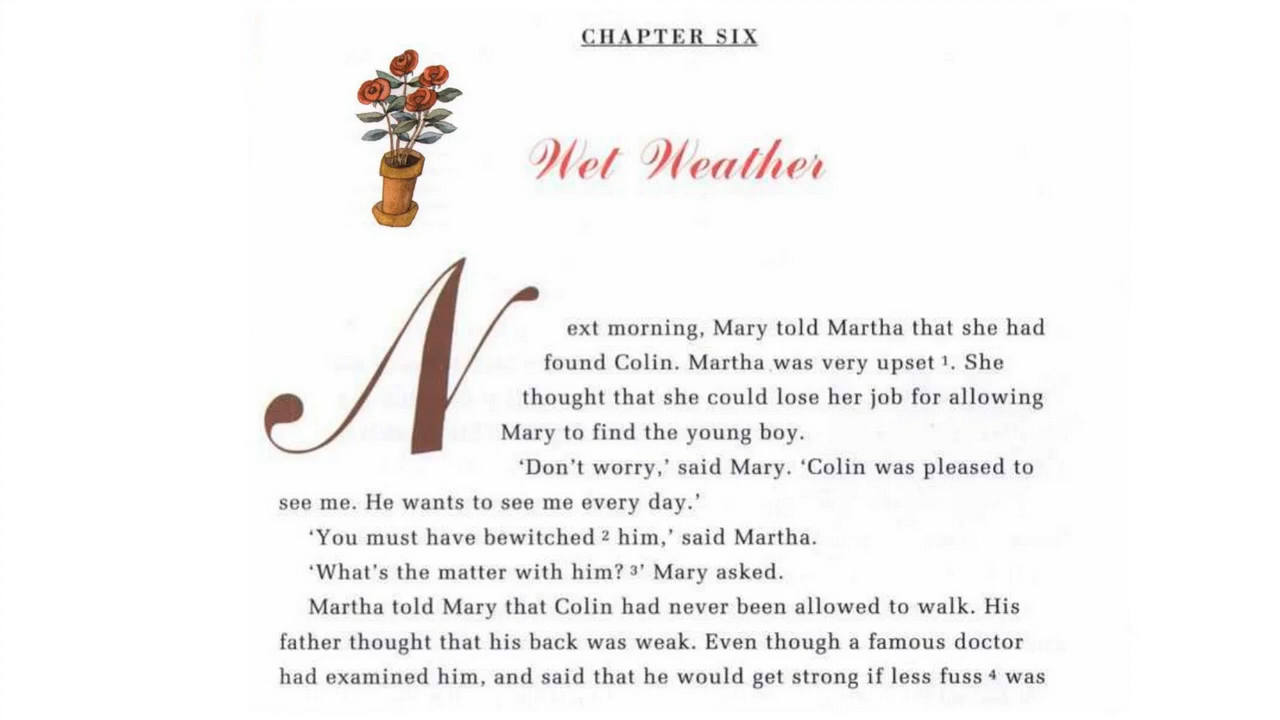 CHAPTER SIX
Wet Weather
Next morning, Mary told Martha that she had
found Colin. Martha was very upset ¹. She
thought that she could lose her job for allowing
Mary to find the young boy.
‘Don’t worry,’ said Mary. ‘Colin was pleased to
see me. He wants to see me every day.’
‘You must have bewitched ² him,’ said Martha.
‘What’s the matter with him? ³’ Mary asked.
Martha told Mary that Colin had never been allowed to walk. His
father thought that his back was weak. Even though a famous doctor
had examined him, and said that he would get strong if less fuss ⁴ was